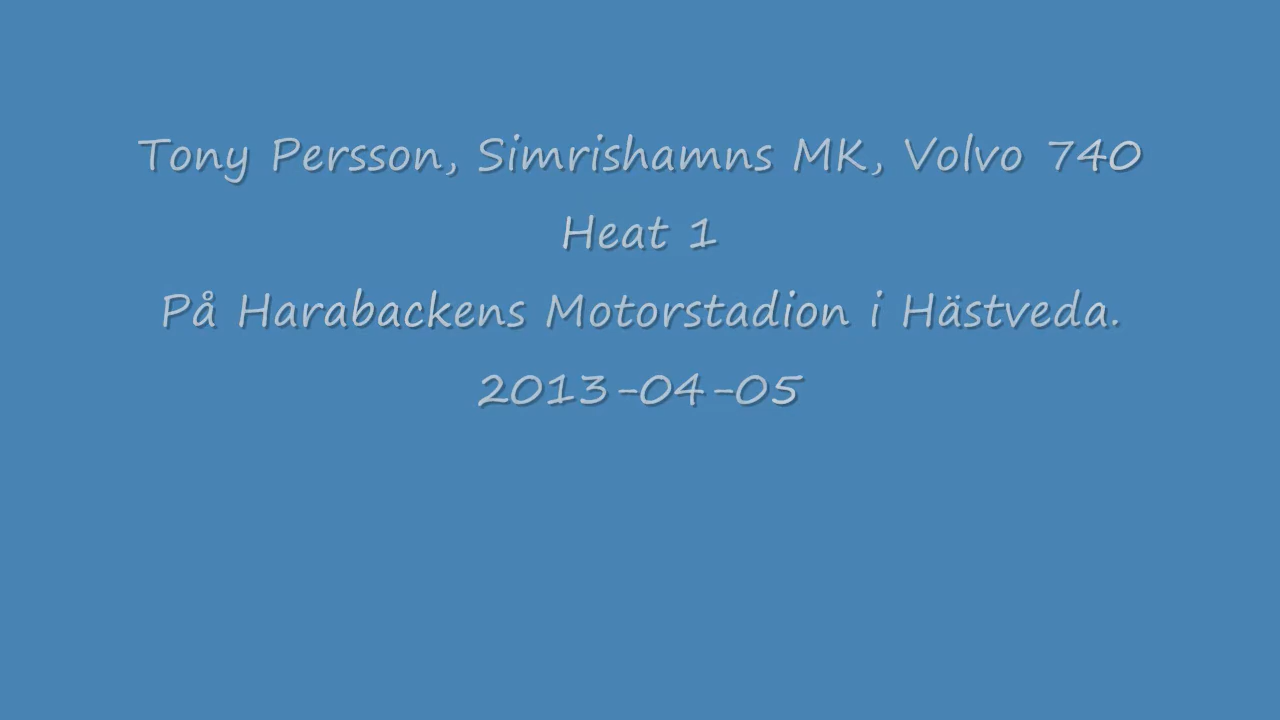 Tony Persson, Simrishamns MK, Volvo 740
Heat 1
På Harabackens Motorstadion i Hästveda.
2013-04-05